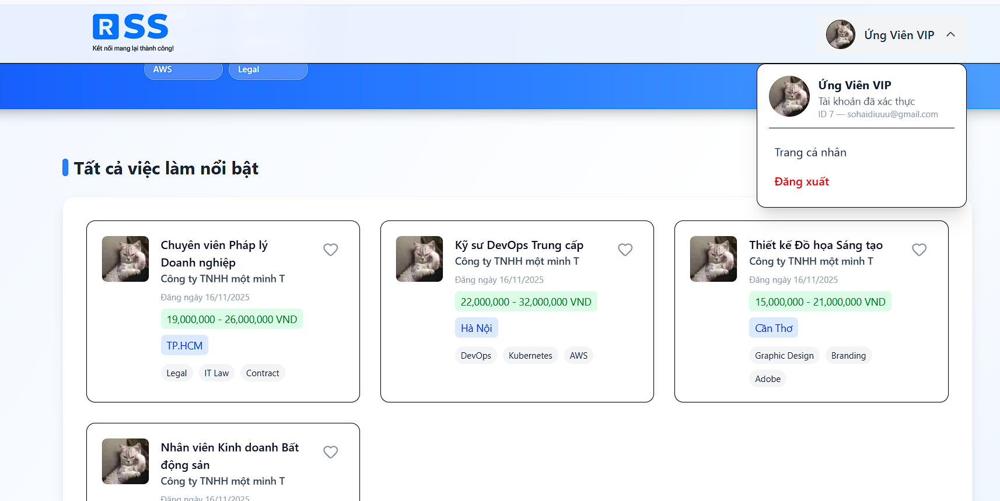 RSS
Kết nối mang lại thành công!
Ứng Viên VIP
AWS
Legal
Ứng Viên VIP
Tài khoản đã xác thực
ID 7 — sohaidiuuu@gmail.com
Trang cá nhân
Đăng xuất
Tất cả việc làm nổi bật
Chuyên viên Pháp lý
Doanh nghiệp
Công ty TNHH một mình T
Đăng ngày 16/11/2025
19,000,000 - 26,000,000 VND
TP.HCM
Legal
IT Law
Contract
Kỹ sư DevOps Trung cấp
Công ty TNHH một mình T
Đăng ngày 16/11/2025
22,000,000 - 32,000,000 VND
Hà Nội
DevOps
Kubernetes
AWS
Thiết kế Đồ họa Sáng tạo
Công ty TNHH một mình T
Đăng ngày 16/11/2025
15,000,000 - 21,000,000 VND
Cần Thơ
Graphic Design
Branding
Adobe
Nhân viên Kinh doanh Bất
động sản
Công ty TNHH một mình T
Đăng ngày 16/11/2025